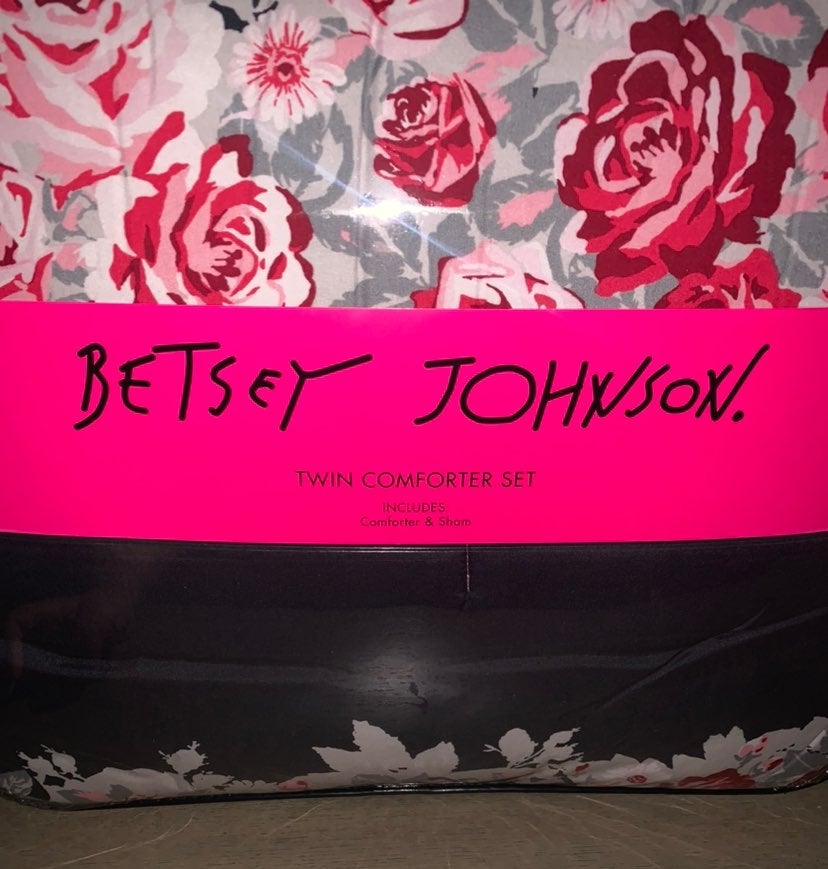 BETSEY JOHNSON.
TWIN COMFORTER SET
INCLUDES
Comforter & Sham